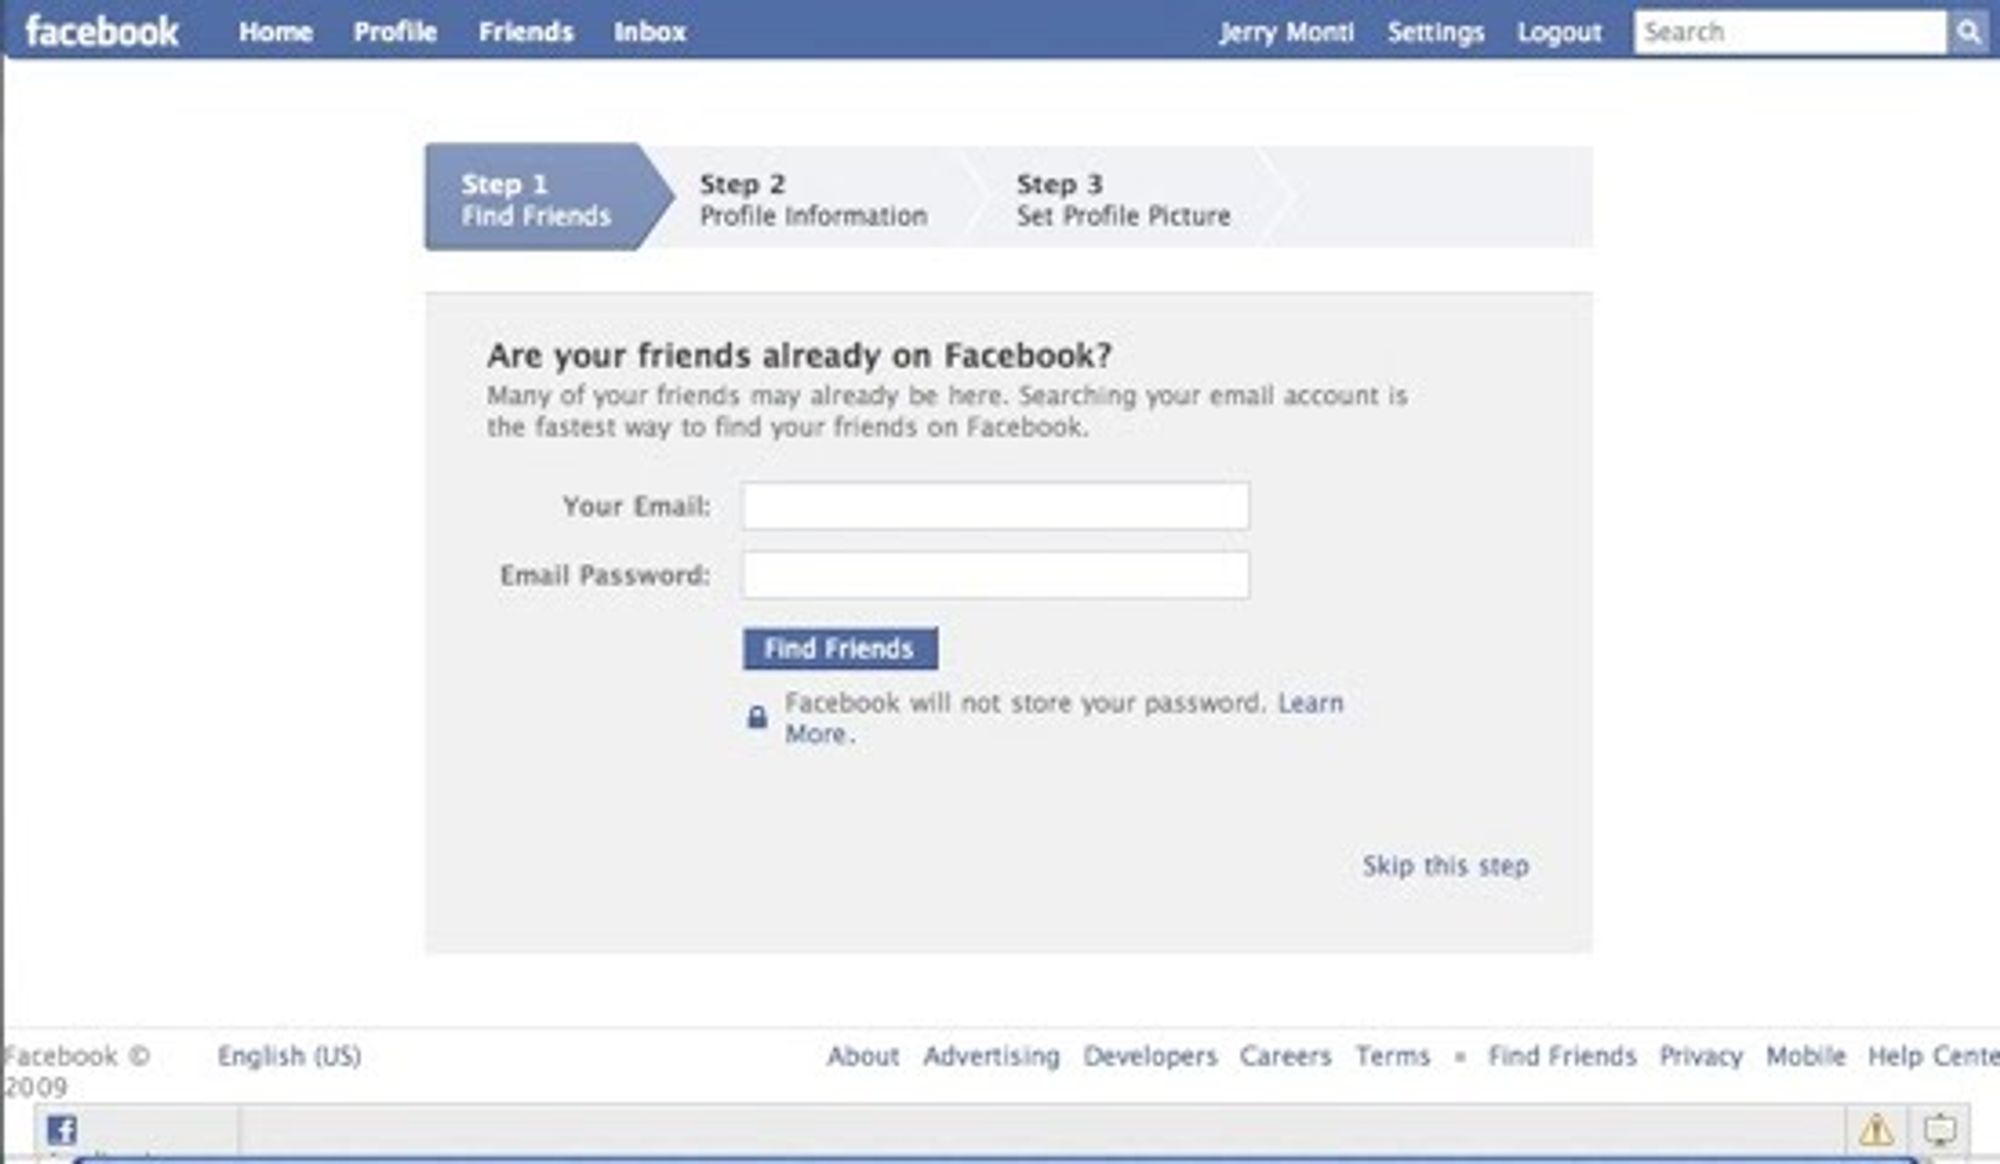 facebook Home Profile Friends Inbox Jerry Monti Settings Logout Search
Step 1 Step 2 Step 3
Find Friends Profile Information Set Profile Picture
Are your friends already on Facebook?
Many of your friends may already be here. Searching your email account is
the fastest way to find your friends on Facebook.
Your Email:
Email Password:
Find Friends
Facebook will not store your password. Learn
More.
Skip this step
Facebook © English (US) About Advertising Developers Careers Terms ▪ Find Friends Privacy Mobile Help Cente
2009
f